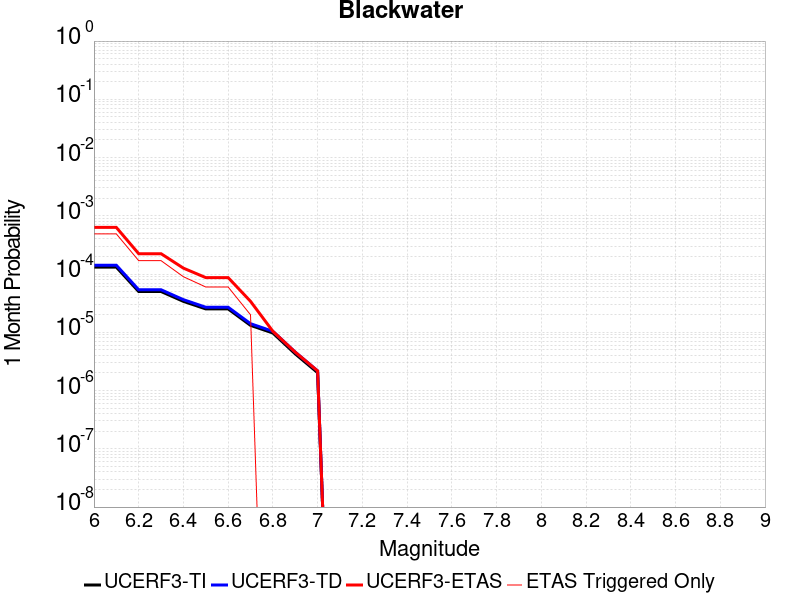 Blackwater
10 0
10 -1
10 -2
10 -3
10 -4
10 -5
10 -6
10 -7
10 -8
1 Month Probability
6 6.2 6.4 6.6 6.8 7 7.2 7.4 7.6 7.8 8 8.2 8.4 8.6 8.8 9
Magnitude
UCERF3-TI UCERF3-TD UCERF3-ETAS ETAS Triggered Only